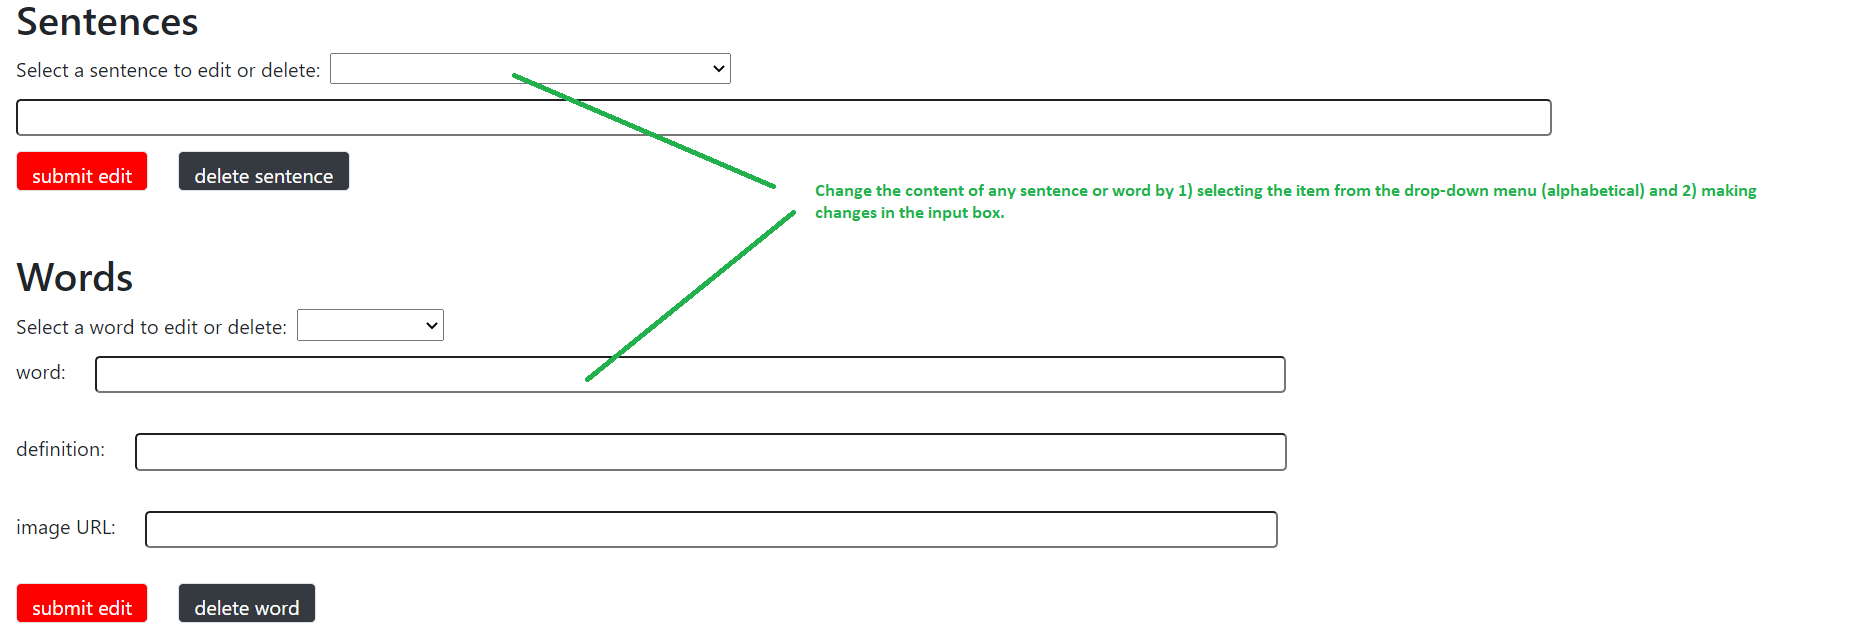 Sentences
Select a sentence to edit or delete:
submit edit delete sentence
Change the content of any sentence or word by 1) selecting the item from the drop-down menu (alphabetical) and 2) making
changes in the input box.
Words
Select a word to edit or delete:
word:
definition:
image URL:
submit edit delete word